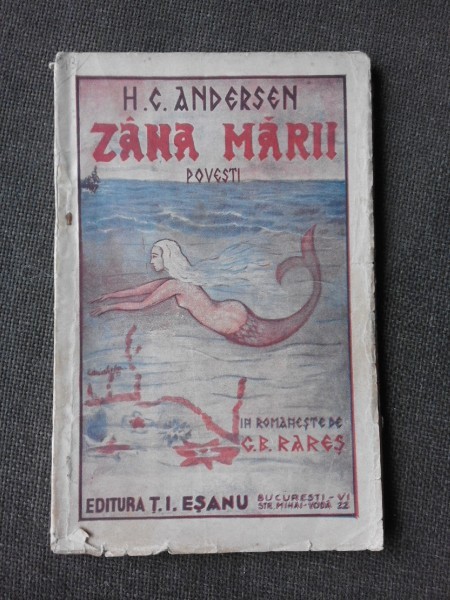 H. C. ANDERSEN
ZÂNA MĂRII
POVEȘTI
IN ROMÂNEȘTE DE
C. B. RAREȘ
EDITURA Ț. I. EȘANU
BUCUREȘTI - VI
STR. MIHAI-VODĂ 22